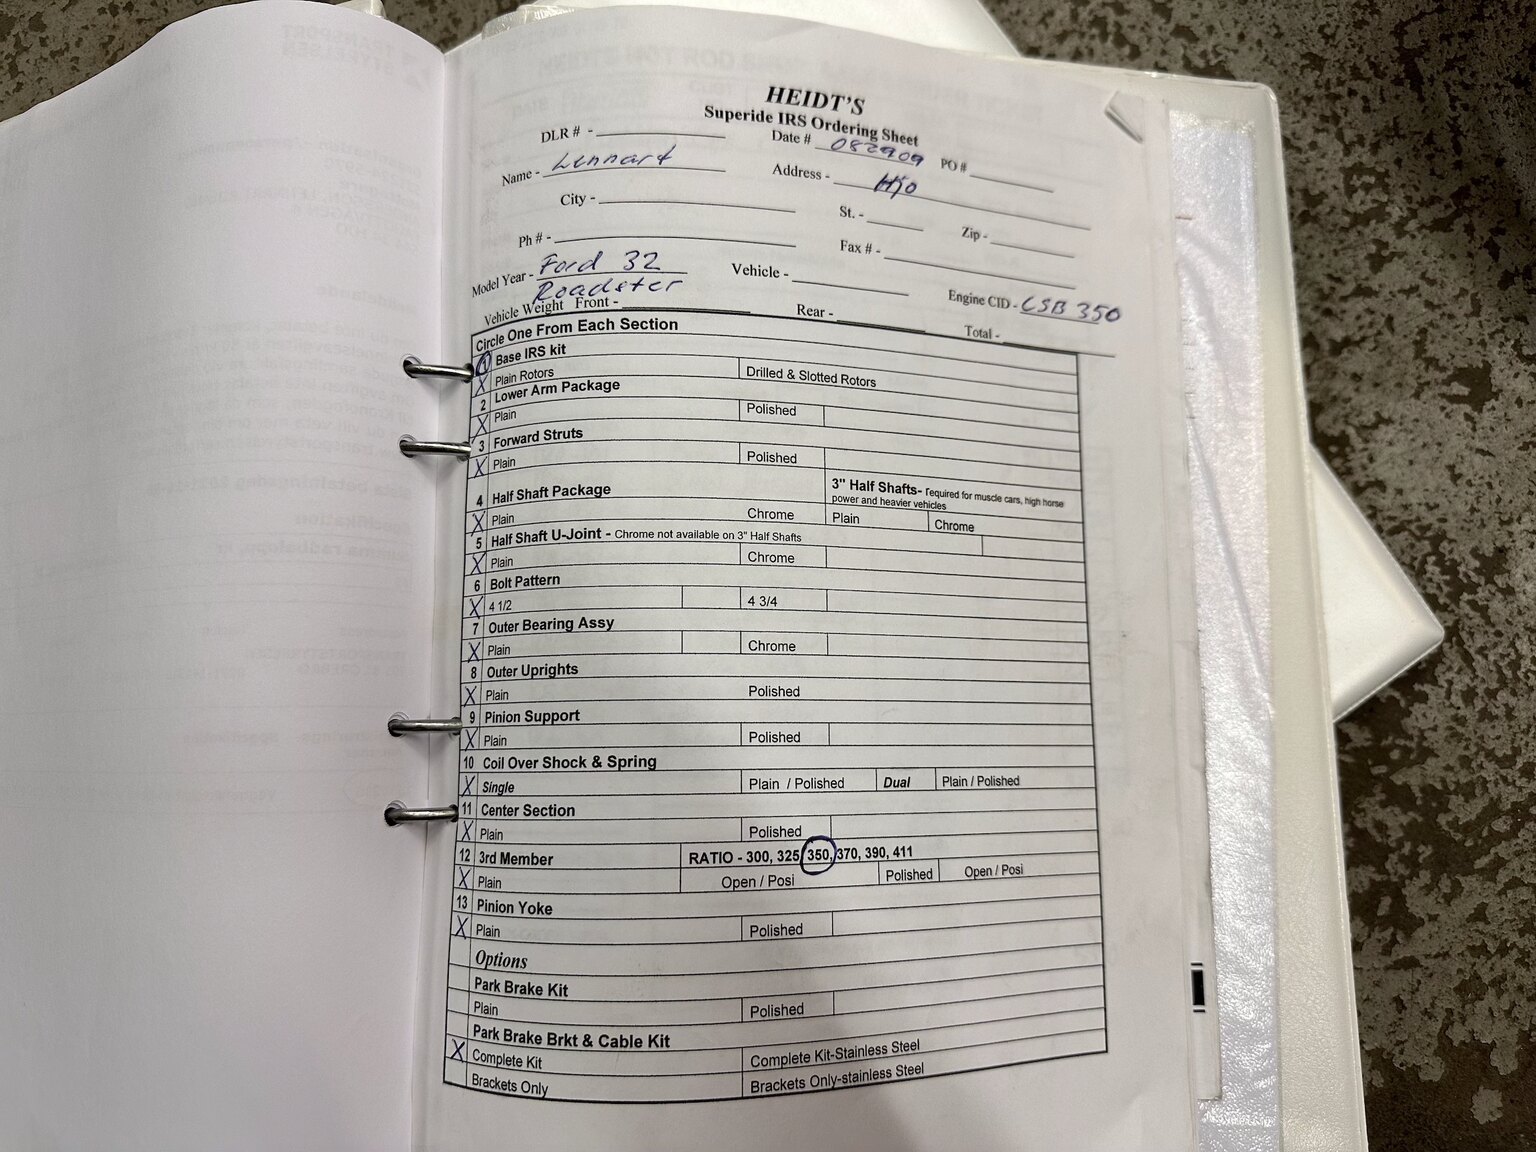 HEIDT'S
Superide IRS Ordering Sheet
DLR # - Date # 082909 PO #
Name - Lennart Address - Hjo
City - St. - Zip -
Ph # - Fax # -
Model Year - Ford 32 Vehicle - Engine CID - CSB 350
Roadster
Vehicle Weight Front - Rear - Total -
Circle One From Each Section
1 Base IRS kit
X Plain Rotors Drilled & Slotted Rotors
2 Lower Arm Package
X Plain Polished
3 Forward Struts
X Plain Polished
4 Half Shaft Package 3" Half Shafts- required for muscle cars, high horse
power and heavier vehicles
X Plain Chrome Plain Chrome
5 Half Shaft U-Joint - Chrome not available on 3" Half Shafts
X Plain Chrome
6 Bolt Pattern
X 4 1/2 4 3/4
7 Outer Bearing Assy
X Plain Chrome
8 Outer Uprights
X Plain Polished
9 Pinion Support
X Plain Polished
10 Coil Over Shock & Spring
X Single Plain / Polished Dual Plain / Polished
11 Center Section
X Plain Polished
12 3rd Member RATIO - 300, 325, 350, 370, 390, 411
X Plain Open / Posi Polished Open / Posi
13 Pinion Yoke
X Plain Polished
Options
Park Brake Kit
Plain Polished
Park Brake Brkt & Cable Kit
X Complete Kit Complete Kit-Stainless Steel
Brackets Only Brackets Only-stainless Steel